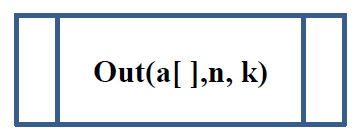 Out(a[ ],n, k)